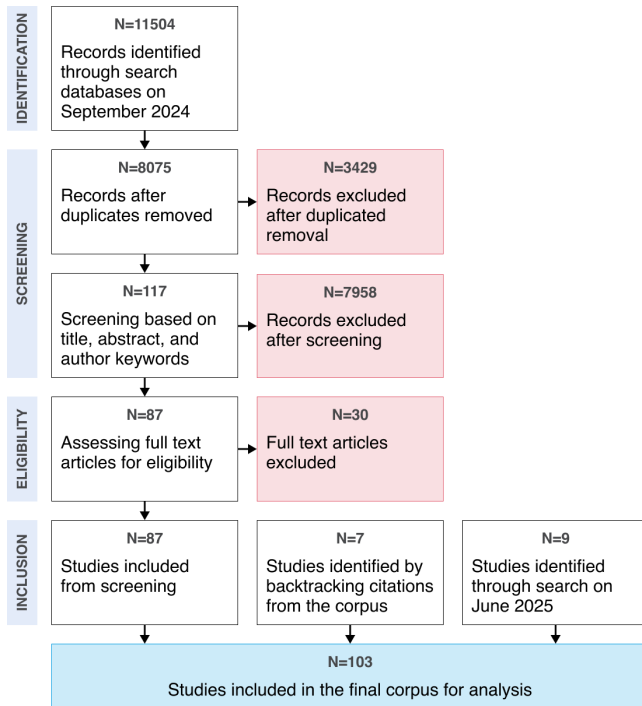 IDENTIFICATION
N=11504
Records identified
through search
databases on
September 2024
SCREENING
N=8075
Records after
duplicates removed
N=3429
Records excluded
after duplicated
removal
N=117
Screening based on
title, abstract, and
author keywords
N=7958
Records excluded
after screening
ELIGIBILITY
N=87
Assessing full text
articles for eligibility
N=30
Full text articles
excluded
INCLUSION
N=87
Studies included
from screening
N=7
Studies identified by
backtracking citations
from the corpus
N=9
Studies identified
through search on
June 2025
N=103
Studies included in the final corpus for analysis